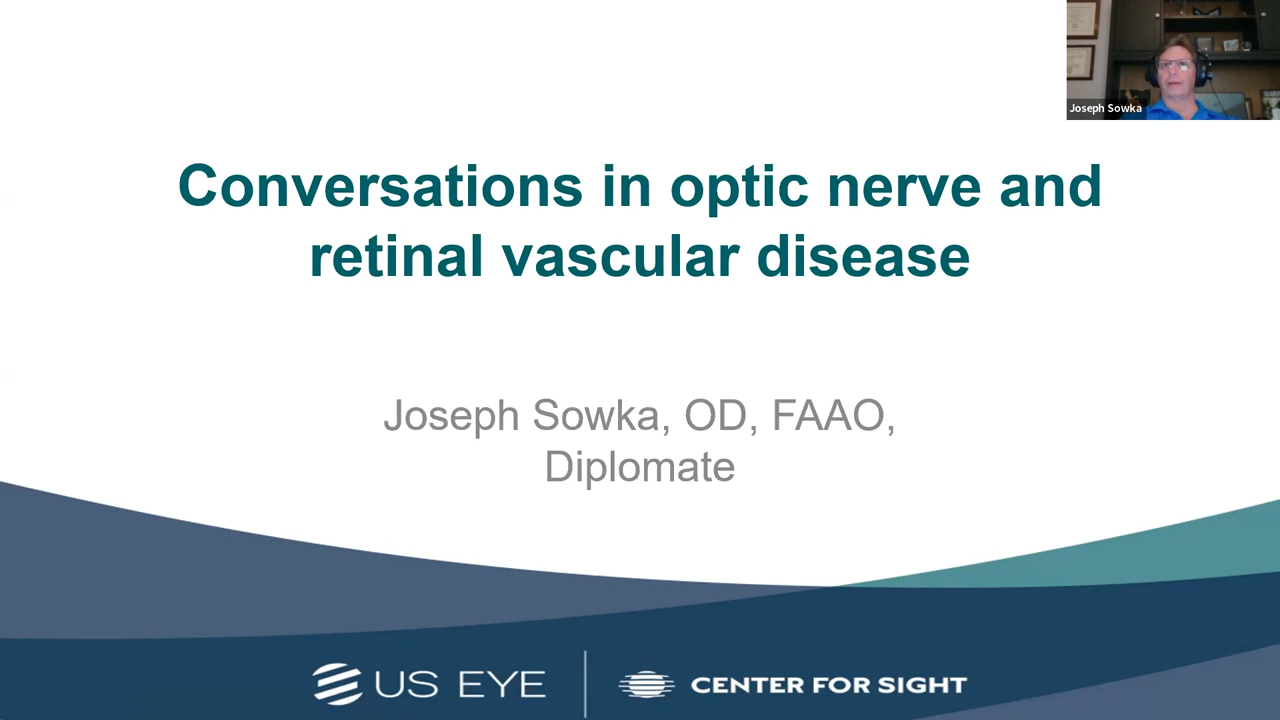 Joseph Sowka
Conversations in optic nerve and
retinal vascular disease
Joseph Sowka, OD, FAAO,
Diplomate
US EYE
CENTER FOR SIGHT